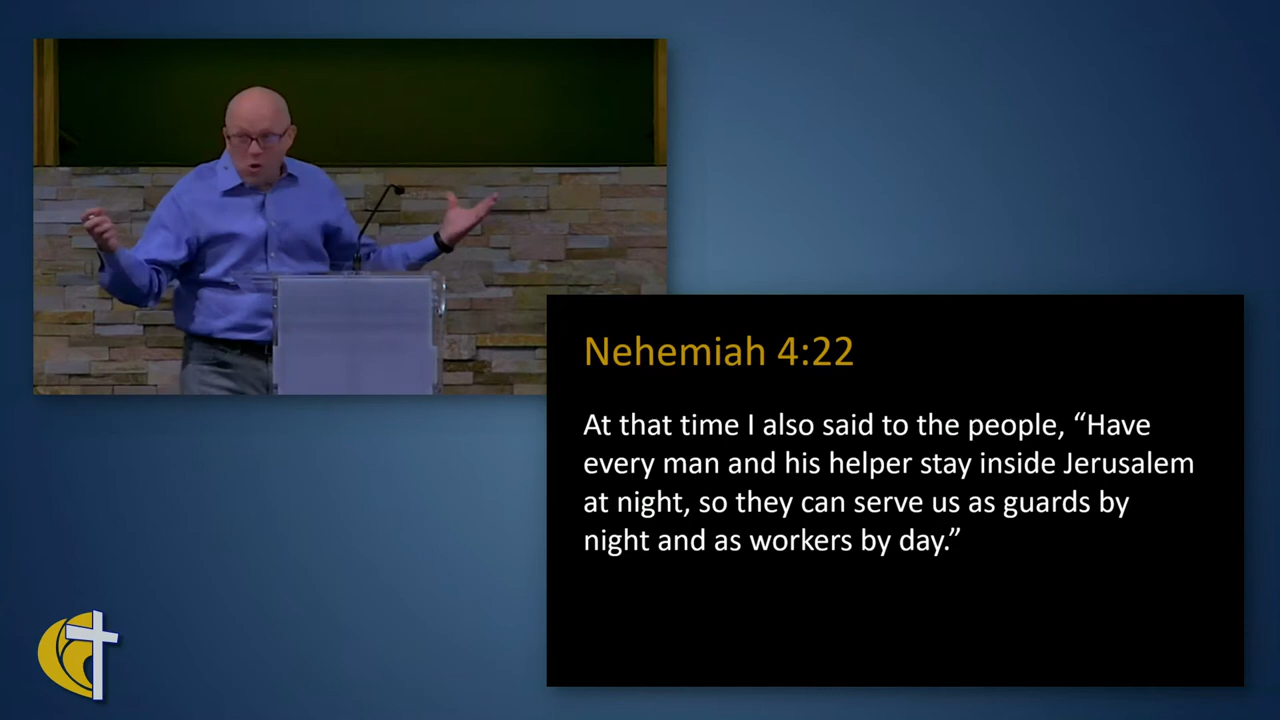 Nehemiah 4:22
At that time I also said to the people, “Have
every man and his helper stay inside Jerusalem
at night, so they can serve us as guards by
night and as workers by day.”